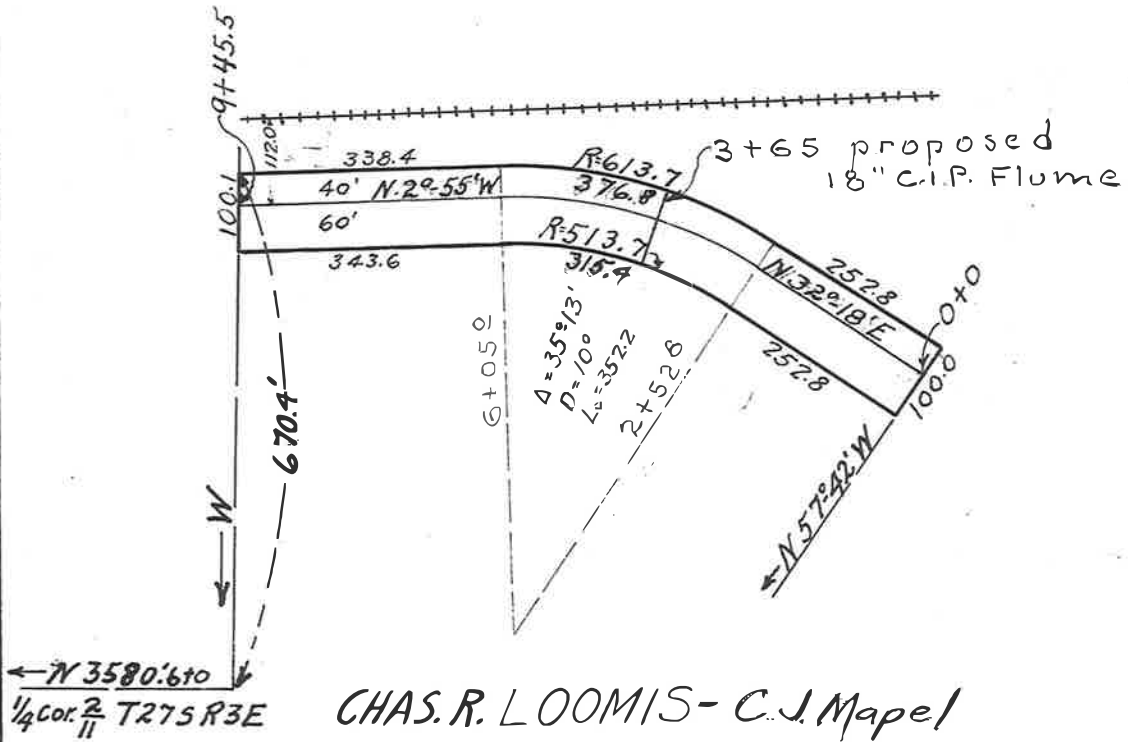 9+45.5
112.0
338.4
R=613.7
376.8
3+65 proposed
18" C.I.P. Flume
100.1
40' N.2°-55'W
60'
R=513.7
315.4
343.6
252.8
N.32°-18'E
0+0
252.8
100.0
6+05.0
Δ=35°13'
D=10°
L=352.2
2+52.8
670.4'
W
N 57°-42'W
N 3580.6 to
1/4 cor. 2/11 T27S R3E
CHAS. R. LOOMIS - C.J. Mapel